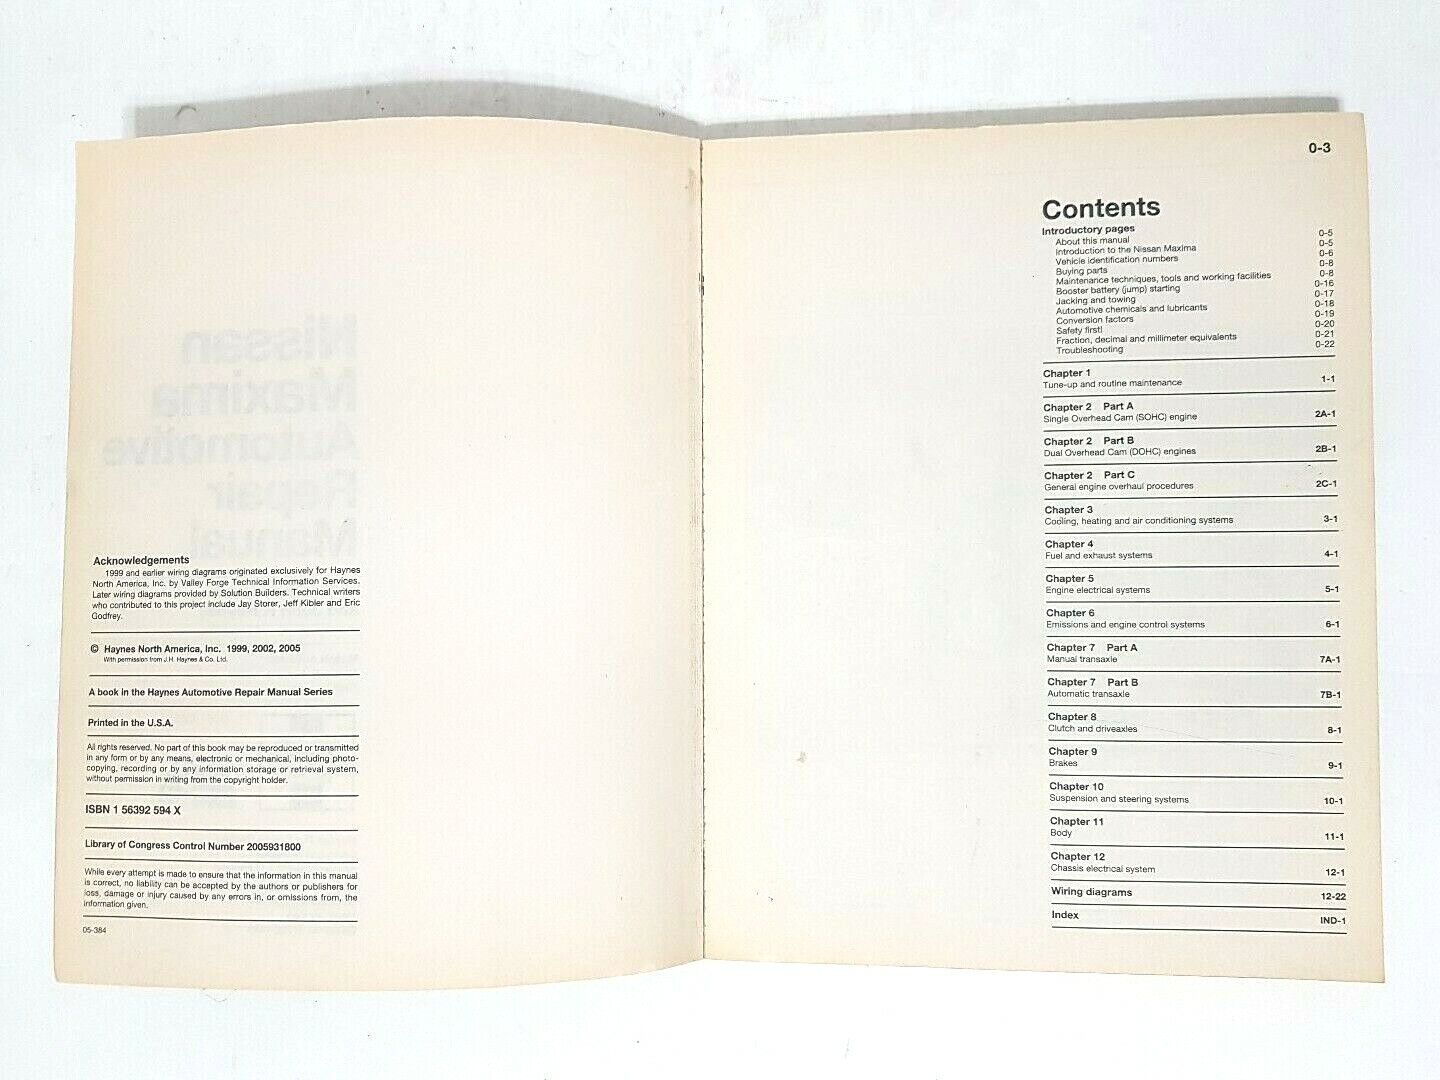 Acknowledgements
1999 and earlier wiring diagrams originated exclusively for Haynes
North America, Inc. by Valley Forge Technical Information Services.
Later wiring diagrams provided by Solution Builders. Technical writers
who contributed to this project include Jay Storer, Jeff Kibler and Eric
Godfrey.
© Haynes North America, Inc. 1999, 2002, 2005
With permission from J.H. Haynes & Co. Ltd.
A book in the Haynes Automotive Repair Manual Series
Printed in the U.S.A.
All rights reserved. No part of this book may be reproduced or transmitted
in any form or by any means, electronic or mechanical, including photo-
copying, recording or by any information storage or retrieval system,
without permission in writing from the copyright holder.
ISBN 1 56392 594 X
Library of Congress Control Number 2005931800
While every attempt is made to ensure that the information in this manual
is correct, no liability can be accepted by the authors or publishers for
loss, damage or injury caused by any errors in, or omissions from, the
information given.
05-384
0-3
Contents
Introductory pages
About this manual 0-5
Introduction to the Nissan Maxima 0-5
Vehicle identification numbers 0-6
Buying parts 0-8
Maintenance techniques, tools and working facilities 0-8
Booster battery (jump) starting 0-16
Jacking and towing 0-17
Automotive chemicals and lubricants 0-18
Conversion factors 0-19
Safety first! 0-20
Fraction, decimal and millimeter equivalents 0-21
Troubleshooting 0-22
Chapter 1
Tune-up and routine maintenance 1-1
Chapter 2 Part A
Single Overhead Cam (SOHC) engine 2A-1
Chapter 2 Part B
Dual Overhead Cam (DOHC) engines 2B-1
Chapter 2 Part C
General engine overhaul procedures 2C-1
Chapter 3
Cooling, heating and air conditioning systems 3-1
Chapter 4
Fuel and exhaust systems 4-1
Chapter 5
Engine electrical systems 5-1
Chapter 6
Emissions and engine control systems 6-1
Chapter 7 Part A
Manual transaxle 7A-1
Chapter 7 Part B
Automatic transaxle 7B-1
Chapter 8
Clutch and driveaxles 8-1
Chapter 9
Brakes 9-1
Chapter 10
Suspension and steering systems 10-1
Chapter 11
Body 11-1
Chapter 12
Chassis electrical system 12-1
Wiring diagrams 12-22
Index IND-1